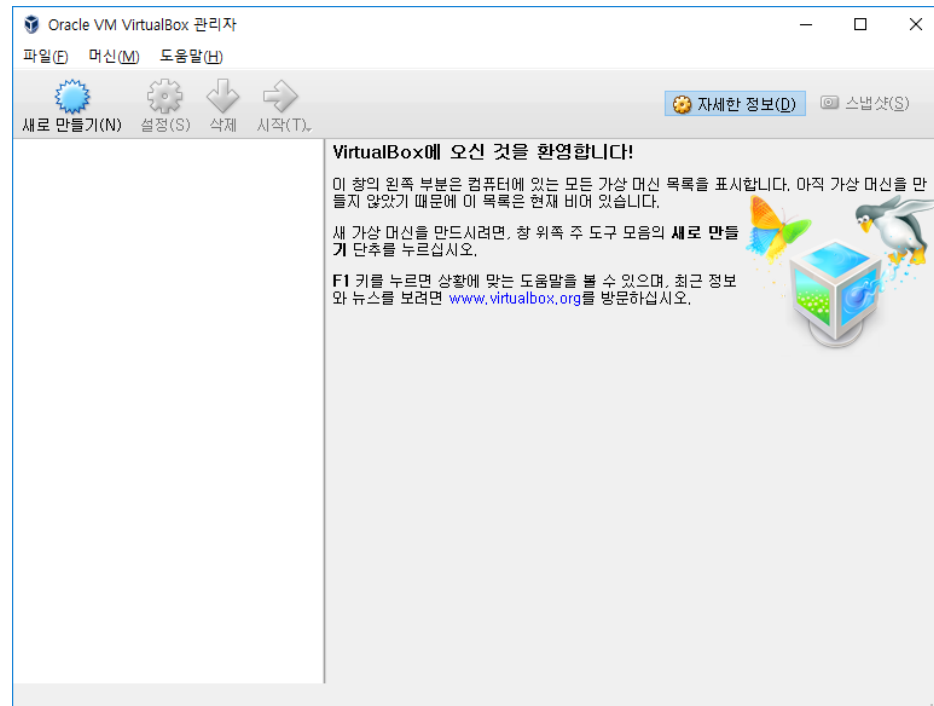 Oracle VM VirtualBox 관리자
파일(F) 머신(M) 도움말(H)
새로 만들기(N) 설정(S) 삭제 시작(T)
자세한 정보(D) 스냅샷(S)
VirtualBox에 오신 것을 환영합니다!
이 창의 왼쪽 부분은 컴퓨터에 있는 모든 가상 머신 목록을 표시합니다. 아직 가상 머신을 만
들지 않았기 때문에 이 목록은 현재 비어 있습니다.
새 가상 머신을 만드시려면, 창 위쪽 주 도구 모음의 새로 만들
기 단추를 누르십시오.
F1 키를 누르면 상황에 맞는 도움말을 볼 수 있으며, 최근 정보
와 뉴스를 보려면 www.virtualbox.org를 방문하십시오.